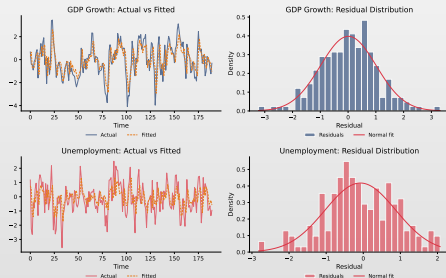 GDP Growth: Actual vs Fitted
2
0
−2
−4
0 25 50 75 100 125 150 175
Time
Actual Fitted
GDP Growth: Residual Distribution
Density
0.5
0.4
0.3
0.2
0.1
0.0
−3 −2 −1 0 1 2 3
Residual
Residuals Normal fit
Unemployment: Actual vs Fitted
2
1
0
−1
−2
−3
0 25 50 75 100 125 150 175
Time
Actual Fitted
Unemployment: Residual Distribution
Density
0.5
0.4
0.3
0.2
0.1
0.0
−3 −2 −1 0 1 2
Residual
Residuals Normal fit